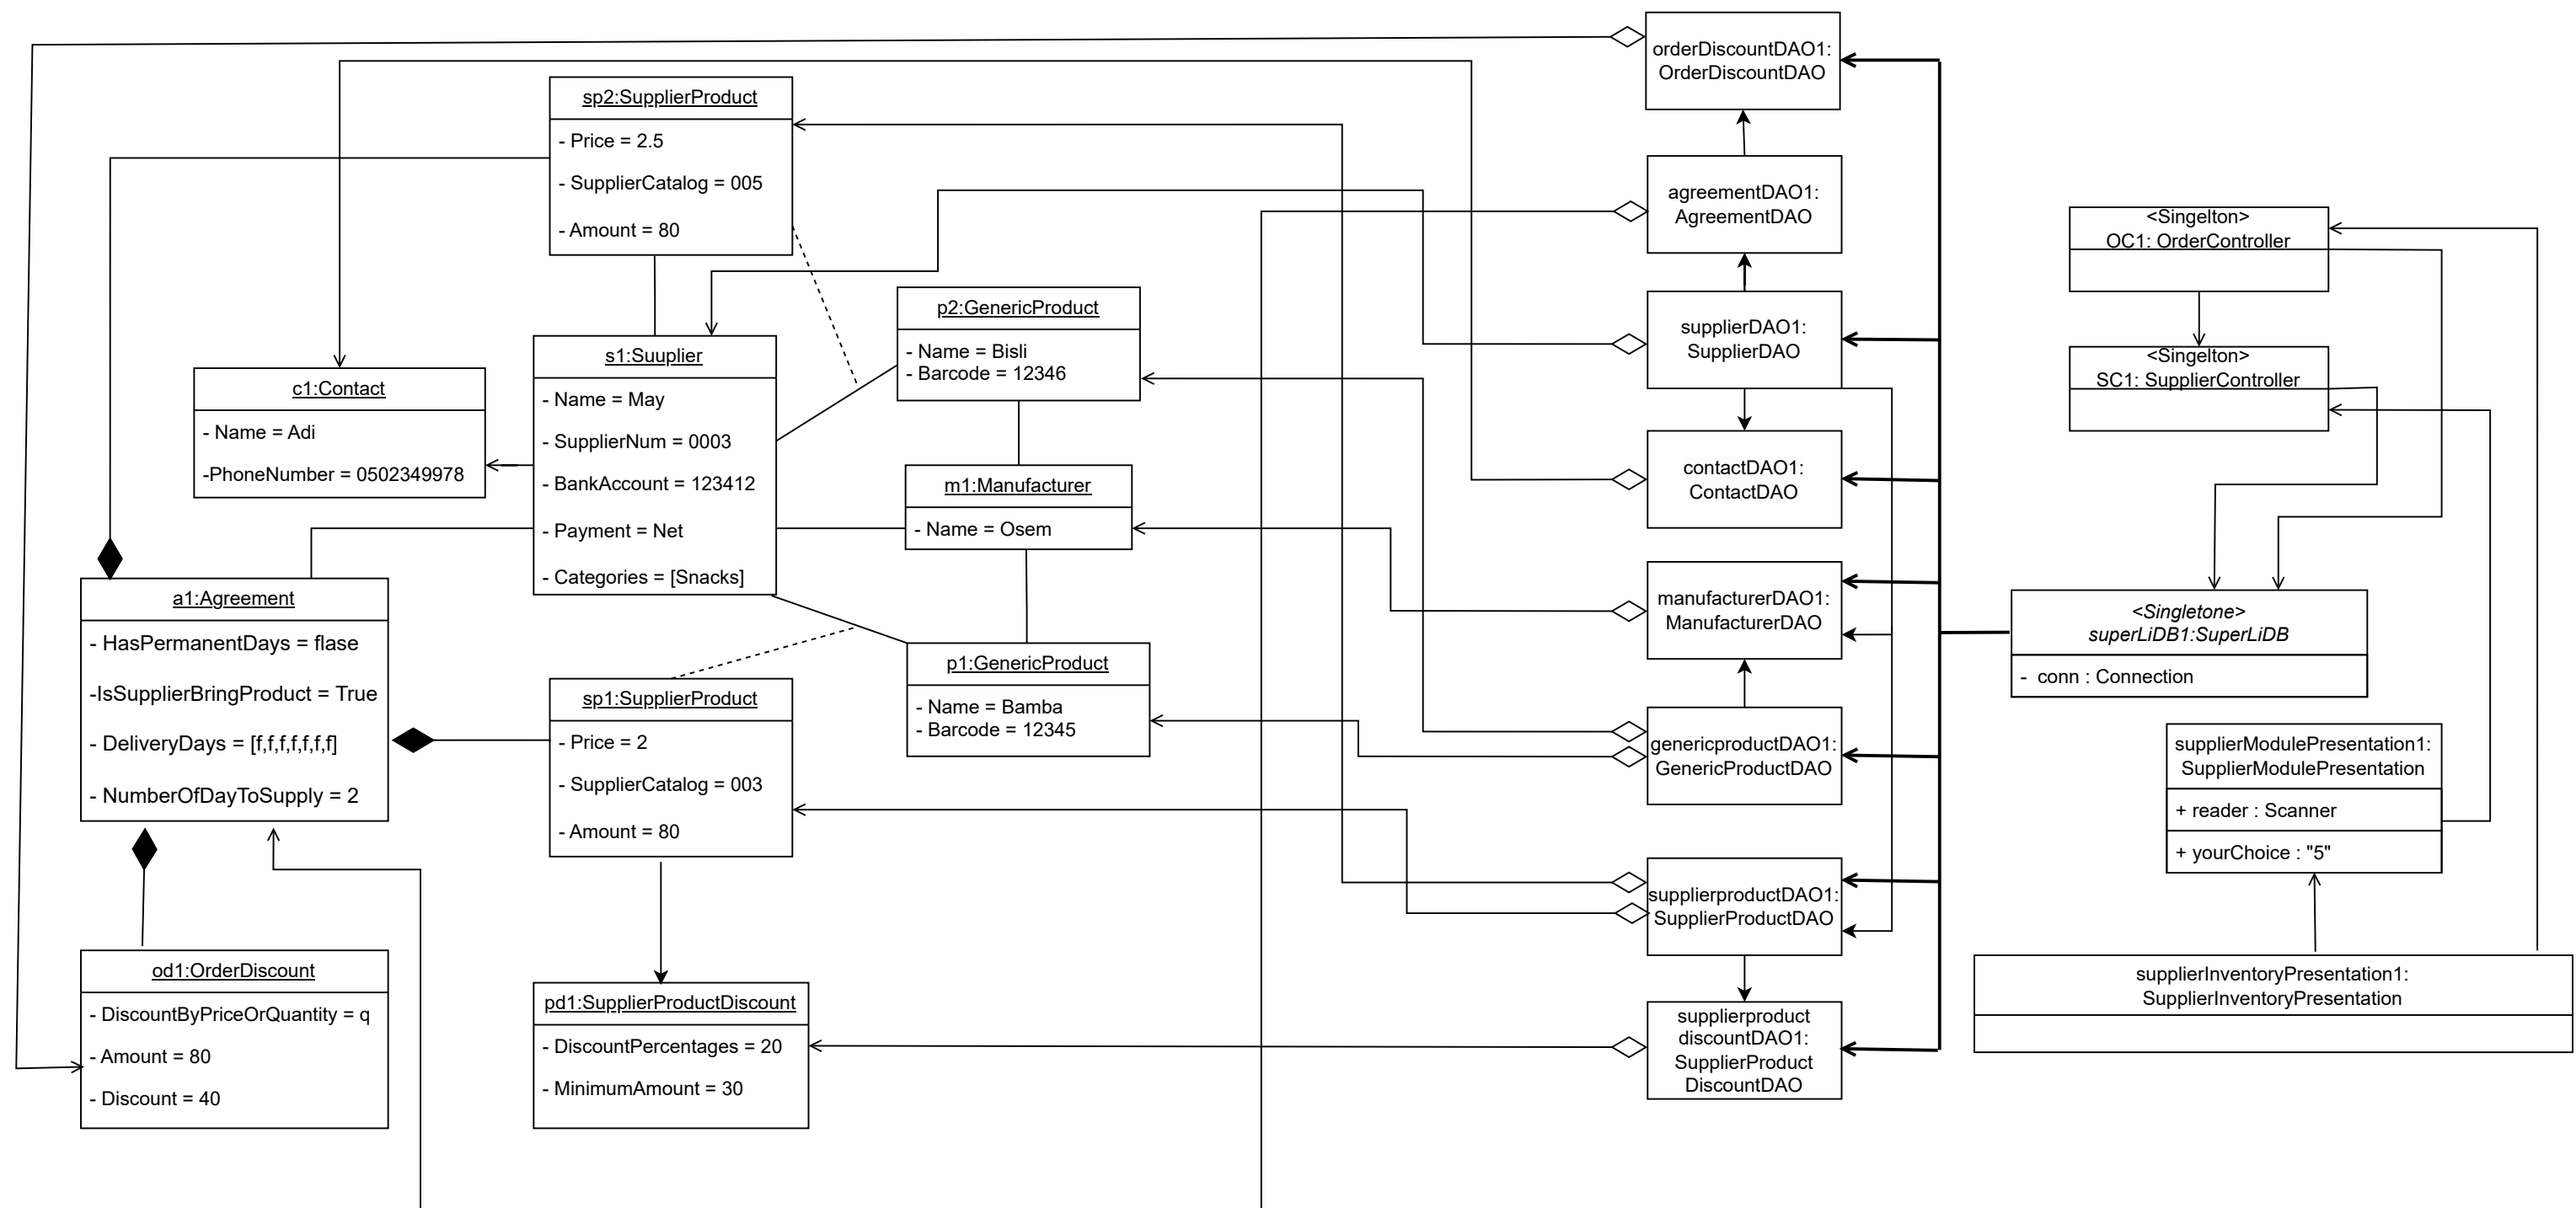 orderDiscountDAO1:
OrderDiscountDAO
sp2:SupplierProduct
- Price = 2.5
- SupplierCatalog = 005
- Amount = 80
agreementDAO1:
AgreementDAO
<Singelton>
OC1: OrderController
p2:GenericProduct
- Name = Bisli
- Barcode = 12346
supplierDAO1:
SupplierDAO
s1:Suuplier
- Name = May
- SupplierNum = 0003
- BankAccount = 123412
- Payment = Net
- Categories = [Snacks]
<Singelton>
SC1: SupplierController
c1:Contact
- Name = Adi
-PhoneNumber = 0502349978
contactDAO1:
ContactDAO
m1:Manufacturer
- Name = Osem
manufacturerDAO1:
ManufacturerDAO
<Singletone>
superLiDB1:SuperLiDB
- conn : Connection
a1:Agreement
- HasPermanentDays = flase
-IsSupplierBringProduct = True
- DeliveryDays = [f,f,f,f,f,f,f]
- NumberOfDayToSupply = 2
p1:GenericProduct
- Name = Bamba
- Barcode = 12345
sp1:SupplierProduct
- Price = 2
- SupplierCatalog = 003
- Amount = 80
genericproductDAO1:
GenericProductDAO
supplierModulePresentation1:
SupplierModulePresentation
+ reader : Scanner
+ yourChoice : "5"
supplierproductDAO1:
SupplierProductDAO
od1:OrderDiscount
- DiscountByPriceOrQuantity = q
- Amount = 80
- Discount = 40
pd1:SupplierProductDiscount
- DiscountPercentages = 20
- MinimumAmount = 30
supplierproduct
discountDAO1:
SupplierProduct
DiscountDAO
supplierInventoryPresentation1:
SupplierInventoryPresentation